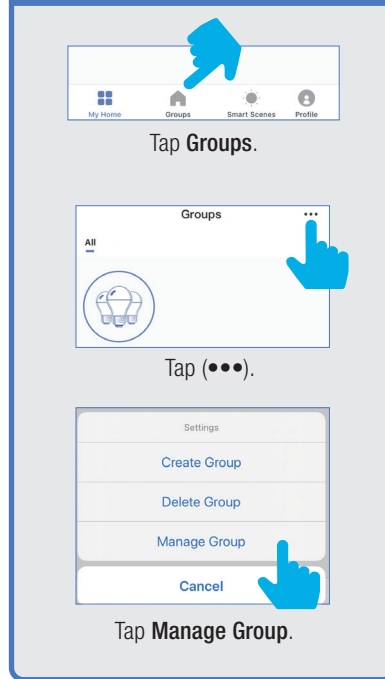 My Home Groups Smart Scenes Profile
Tap Groups.
Groups •••
All
Tap (•••).
Settings
Create Group
Delete Group
Manage Group
Cancel
Tap Manage Group.